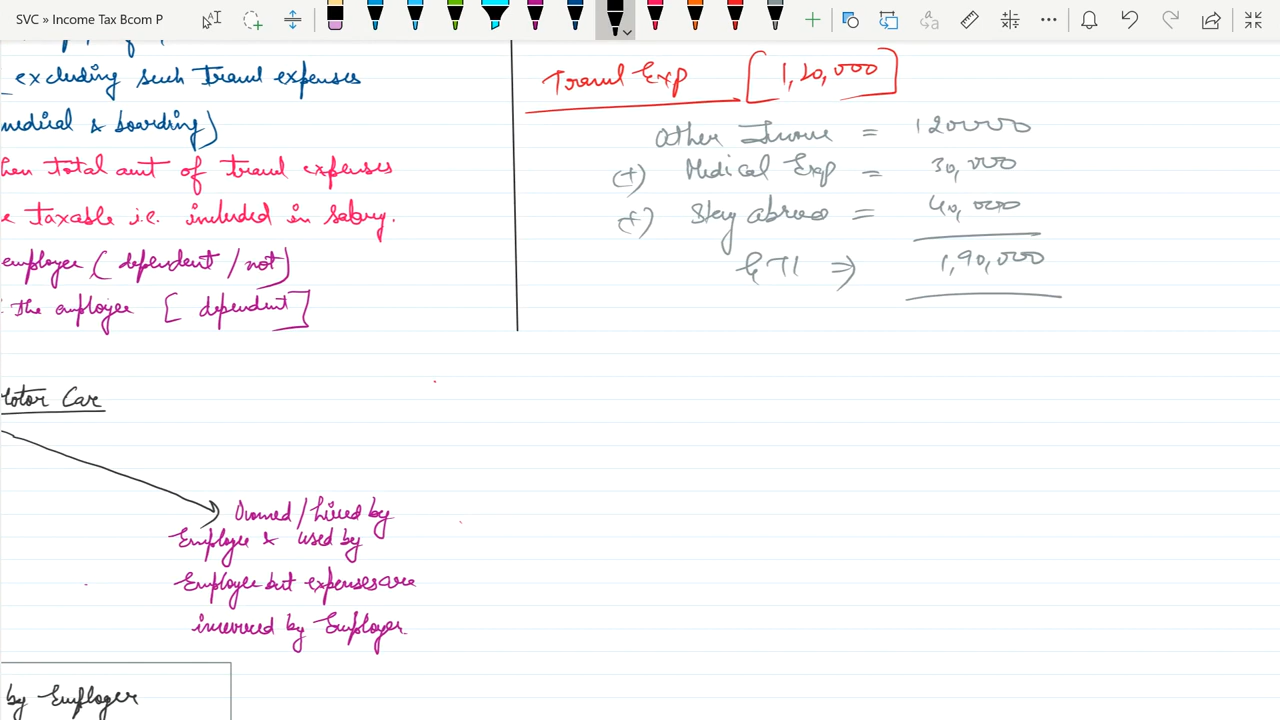 SVC » Income Tax Bcom P
excluding such Travel expenses
medical & boarding)
hen Total amt of travel expenses
e taxable i.e. included in Salary.
employee (dependent / not)
the employee [dependent]
Travel Exp [1,20,000]
Other Income = 120000
(+) Medical Exp = 30,000
(+) Stay abroad = 40,000
GTI ⇒ 1,90,000
Motor Car
Owned / hired by
Employee & used by
Employee but expenses are
incurred by Employer.
by Employer